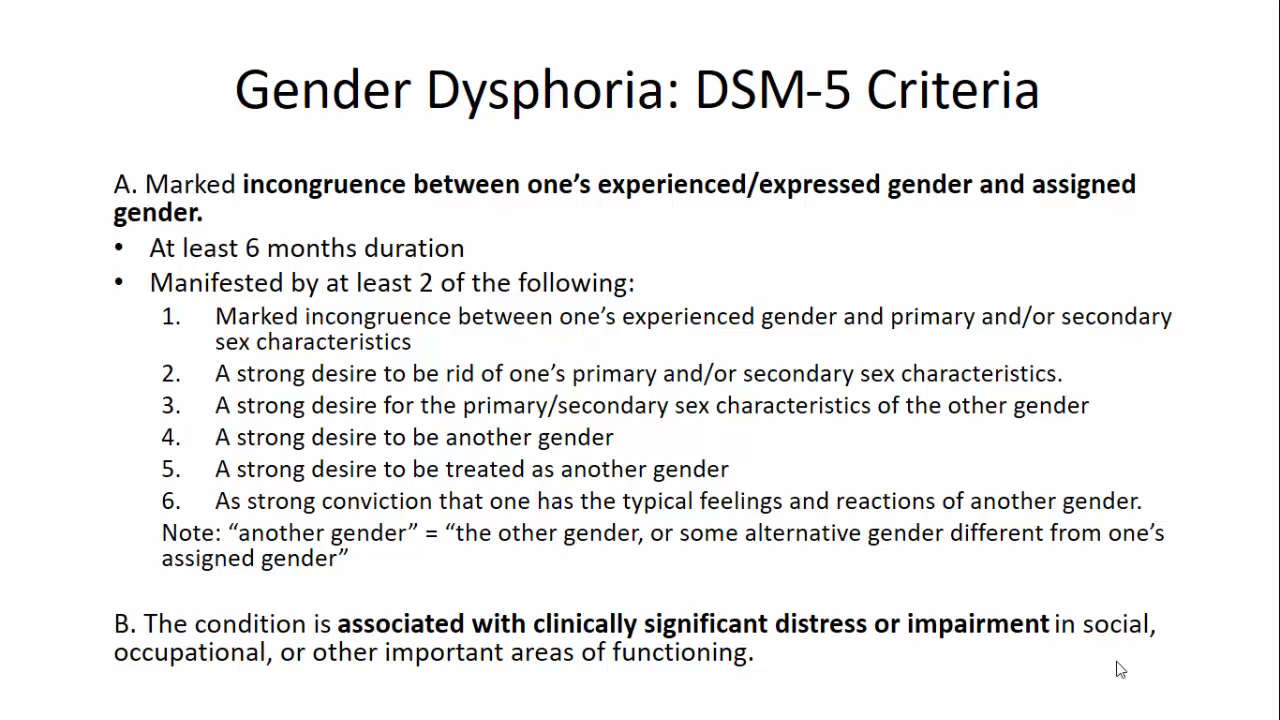 Gender Dysphoria: DSM-5 Criteria
A. Marked incongruence between one’s experienced/expressed gender and assigned
gender.
• At least 6 months duration
• Manifested by at least 2 of the following:
1. Marked incongruence between one’s experienced gender and primary and/or secondary
sex characteristics
2. A strong desire to be rid of one’s primary and/or secondary sex characteristics.
3. A strong desire for the primary/secondary sex characteristics of the other gender
4. A strong desire to be another gender
5. A strong desire to be treated as another gender
6. As strong conviction that one has the typical feelings and reactions of another gender.
Note: “another gender” = “the other gender, or some alternative gender different from one’s
assigned gender”
B. The condition is associated with clinically significant distress or impairment in social,
occupational, or other important areas of functioning.